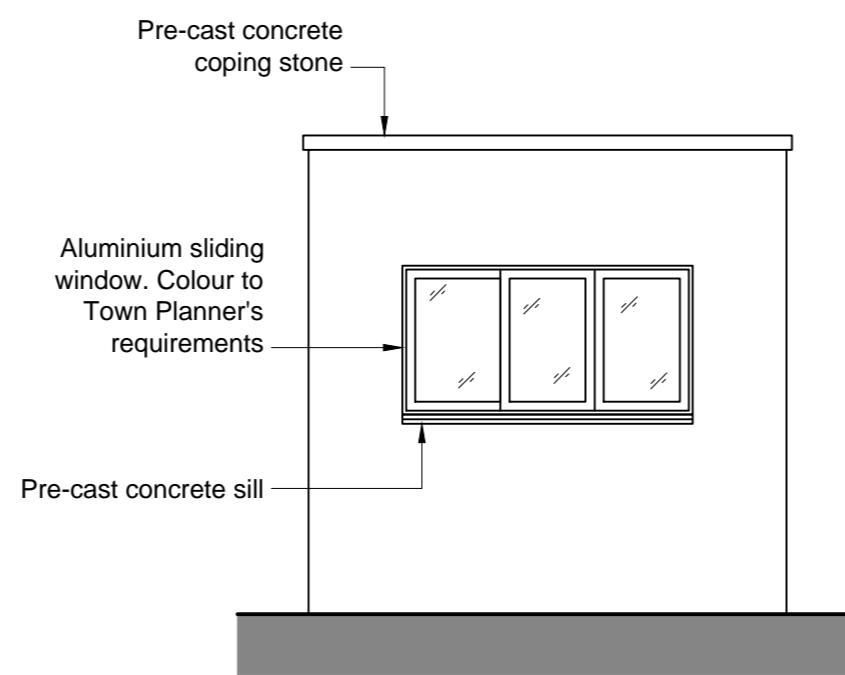 Pre-cast concrete
coping stone
Aluminium sliding
window. Colour to
Town Planner's
requirements
Pre-cast concrete sill